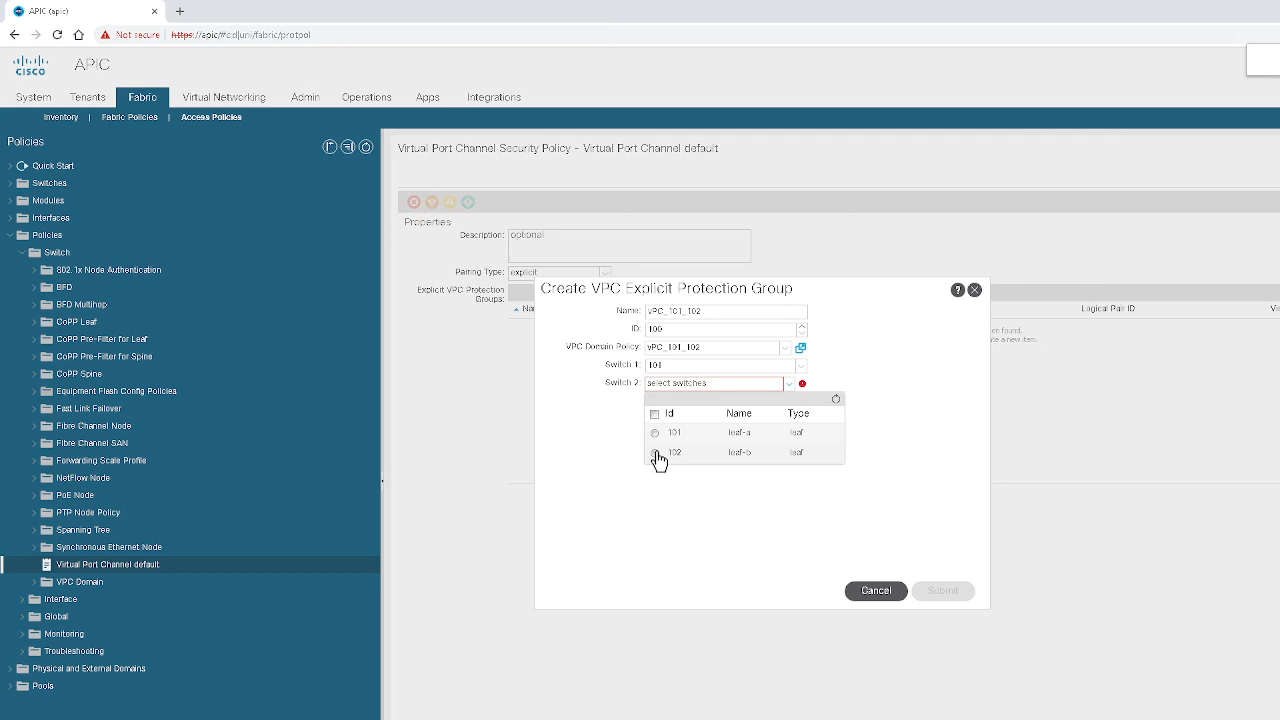 APIC (apic)
Not secure
https://apic/#c:d|uni/fabric/protpol
CISCO
APIC
System Tenants Fabric Virtual Networking Admin Operations Apps Integrations
Inventory | Fabric Policies | Access Policies
Policies
Quick Start
Switches
Modules
Interfaces
Policies
Switch
802.1x Node Authentication
BFD
BFD Multihop
CoPP Leaf
CoPP Pre-Filter for Leaf
CoPP Pre-Filter for Spine
CoPP Spine
Equipment Flash Config Policies
Fast Link Failover
Fibre Channel Node
Fibre Channel SAN
Forwarding Scale Profile
NetFlow Node
PoE Node
PTP Node Policy
Spanning Tree
Synchronous Ethernet Node
Virtual Port Channel default
VPC Domain
Interface
Global
Monitoring
Troubleshooting
Physical and External Domains
Pools
Virtual Port Channel Security Policy - Virtual Port Channel default
Properties
Description: optional
Pairing Type: explicit
Explicit VPC Protection
Groups:
Logical Pair ID
en found.
ate a new item.
Create VPC Explicit Protection Group
Name: vPC_101_102
ID: 100
VPC Domain Policy: vPC_101_102
Switch 1: 101
Switch 2: select switches
Id Name Type
101 leaf-a leaf
102 leaf-b leaf
Cancel Submit